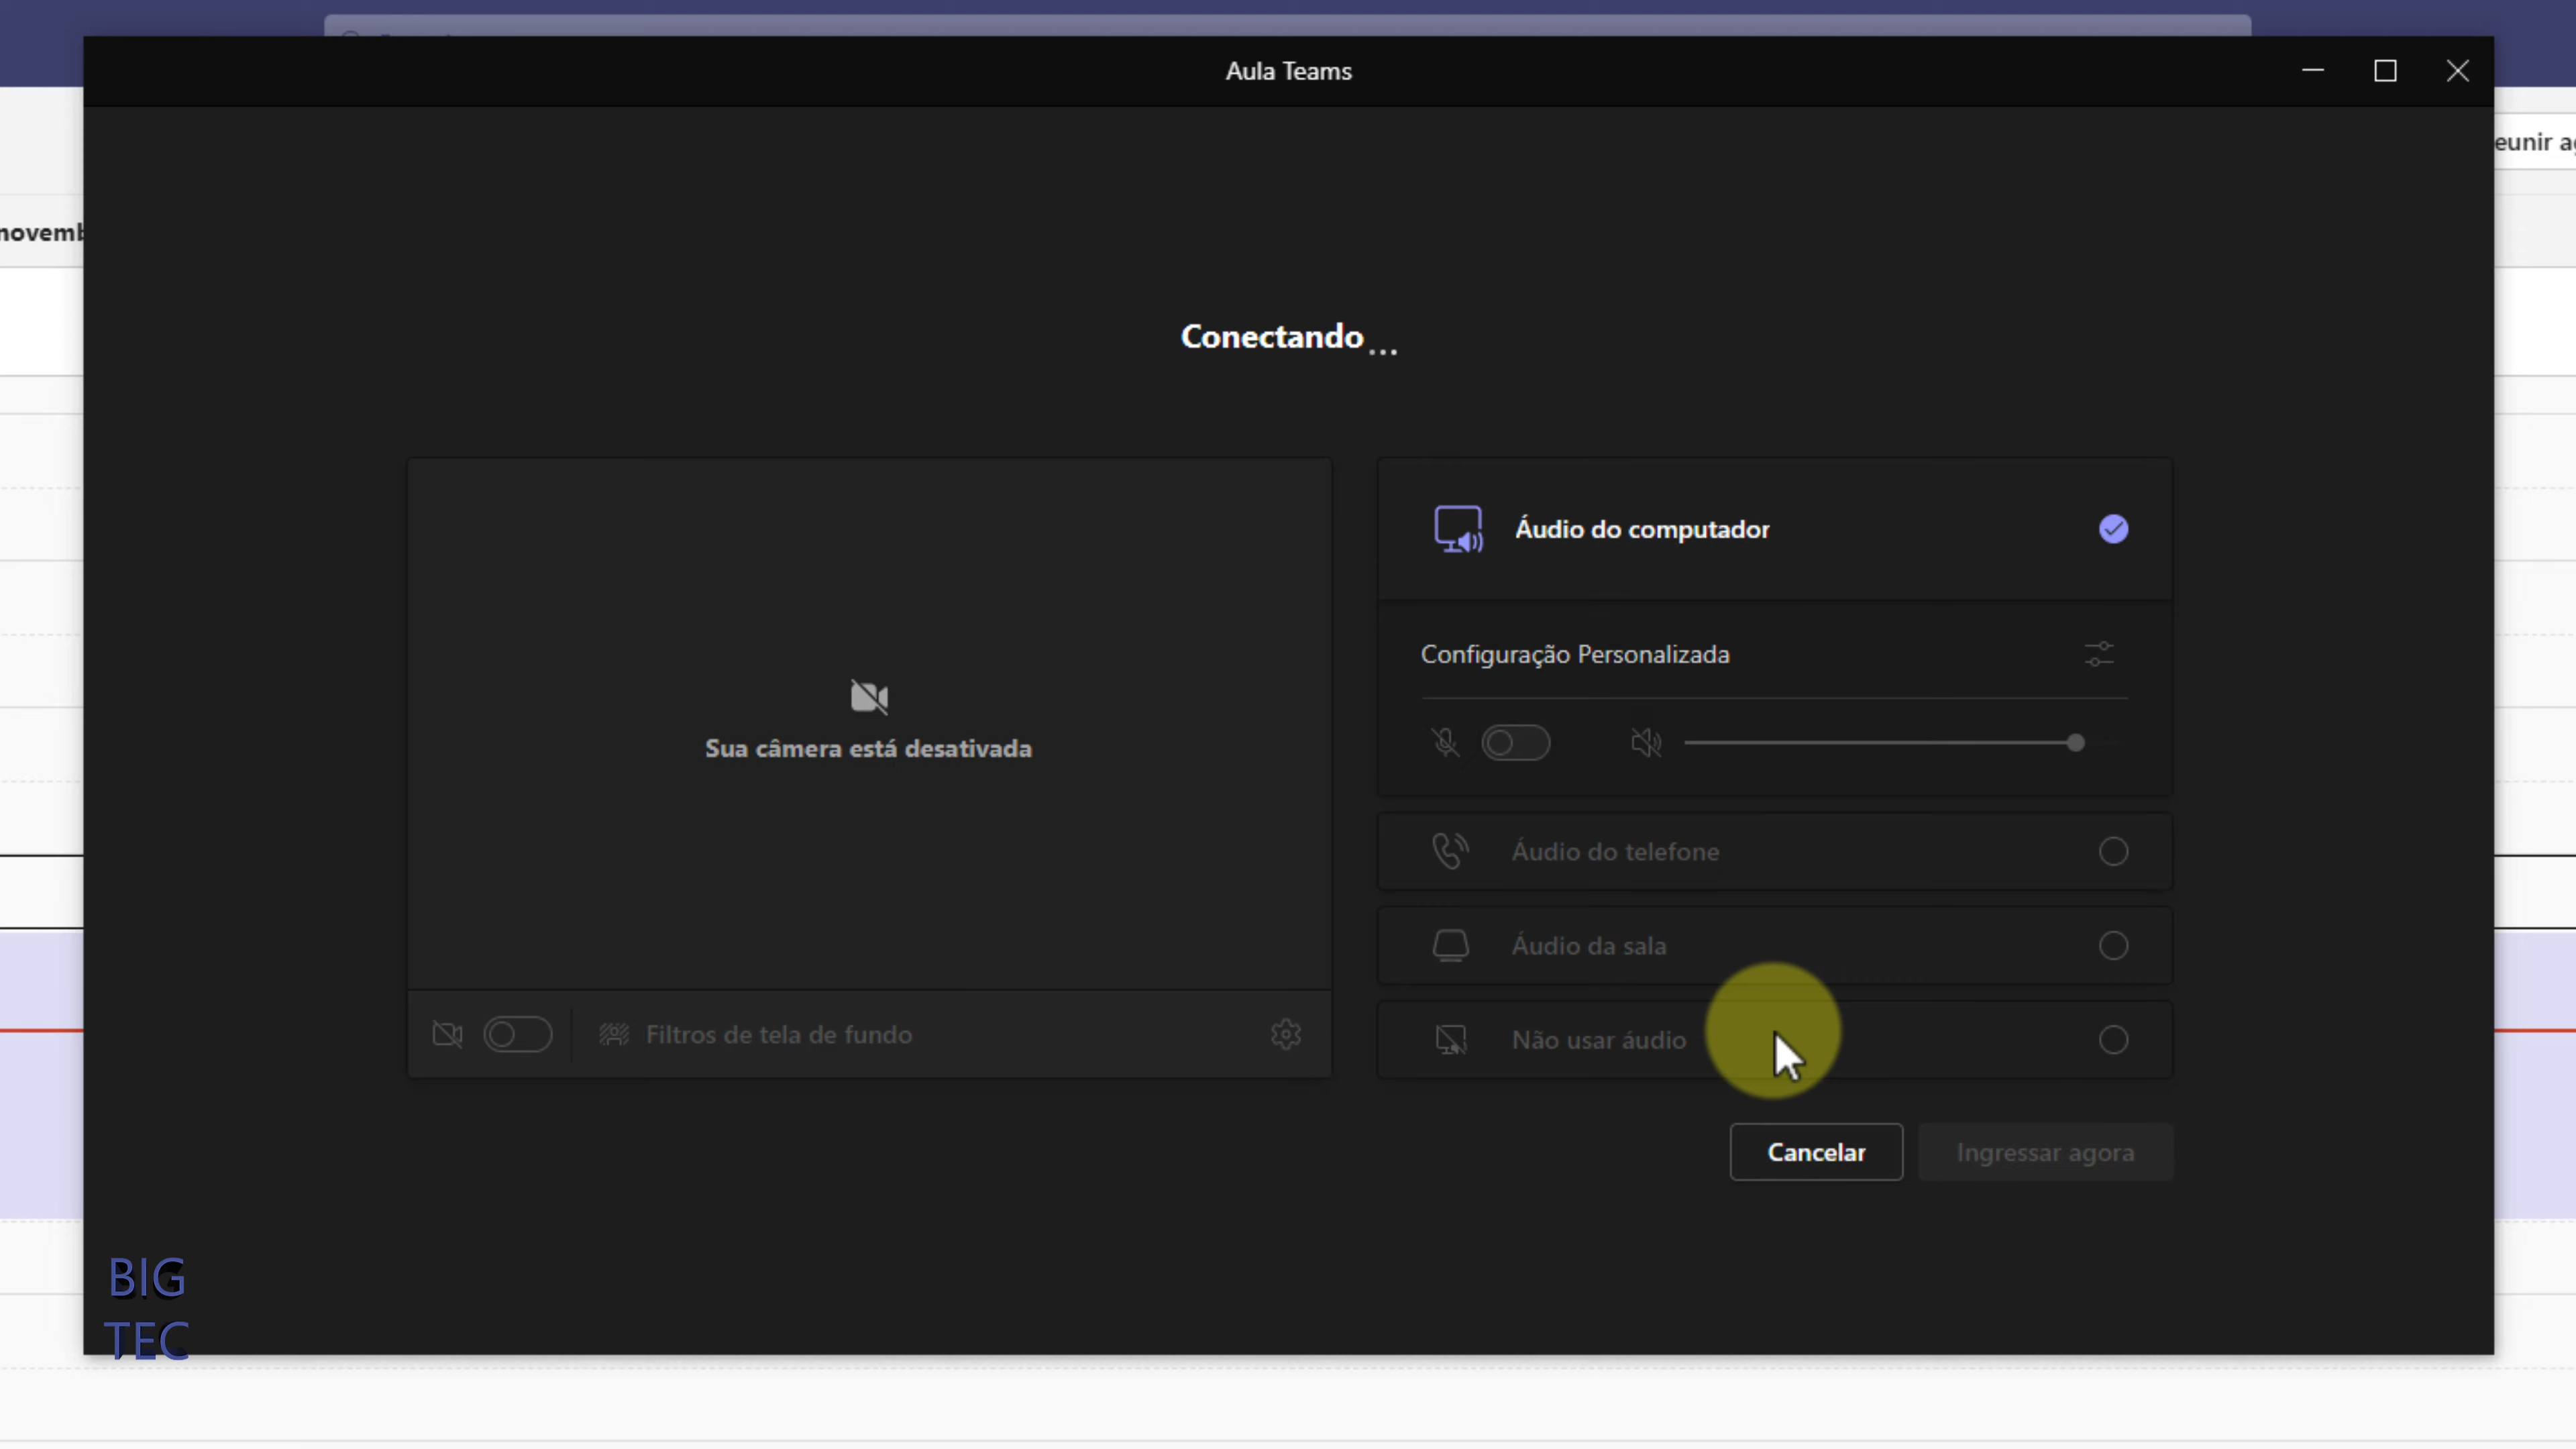 Aula Teams
eunir a
novemb
Conectando...
Áudio do computador
Configuração Personalizada
Sua câmera está desativada
Áudio do telefone
Áudio da sala
Filtros de tela de fundo
Não usar áudio
Cancelar
Ingressar agora
BIG
TEC